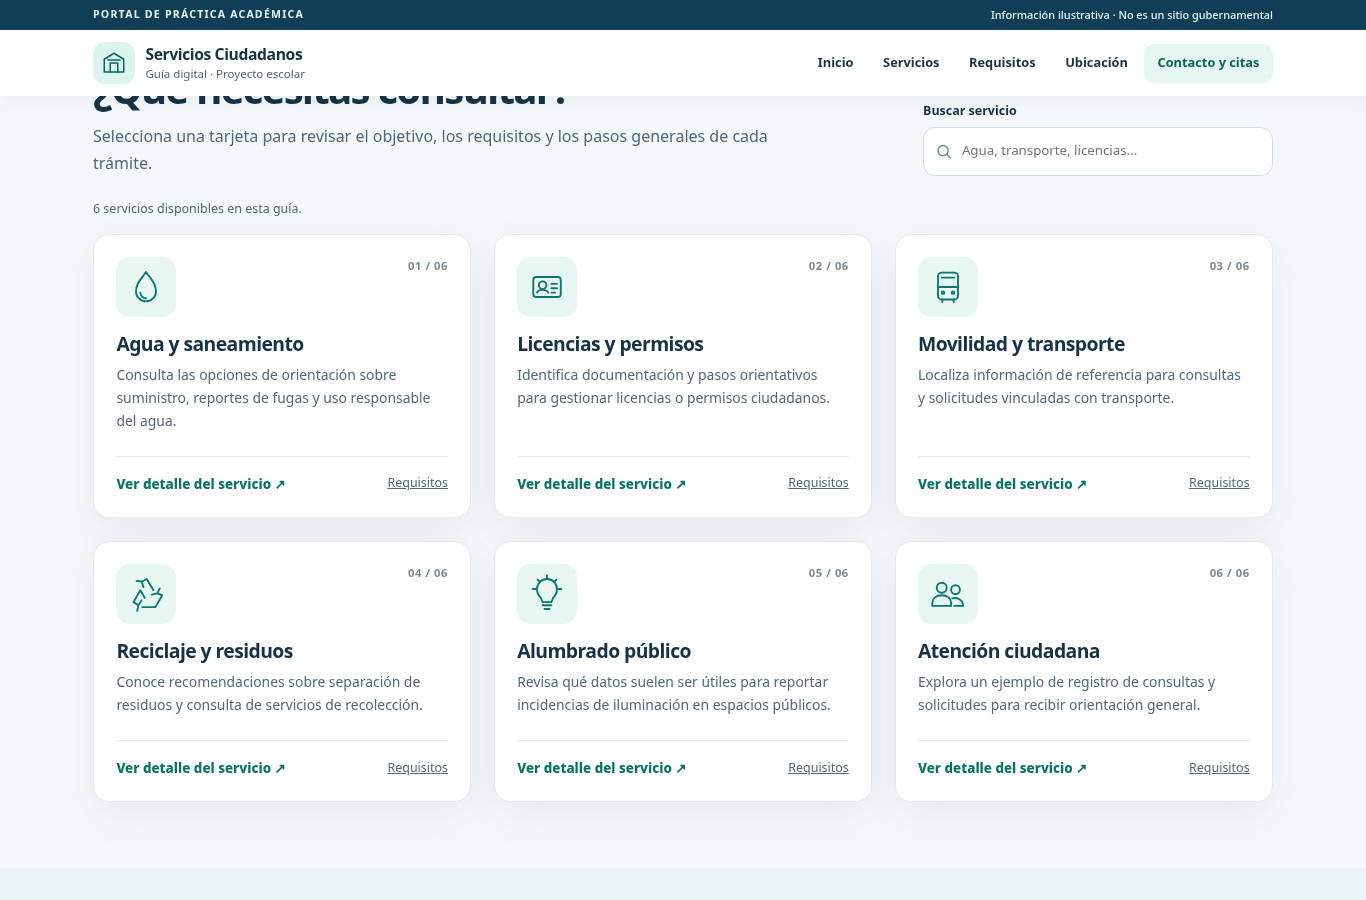 PORTAL DE PRÁCTICA ACADÉMICA
Información ilustrativa · No es un sitio gubernamental
Servicios Ciudadanos
Guía digital · Proyecto escolar
Inicio
Servicios
Requisitos
Ubicación
Contacto y citas
¿Qué necesitas consultar?
Selecciona una tarjeta para revisar el objetivo, los requisitos y los pasos generales de cada
trámite.
Buscar servicio
Agua, transporte, licencias...
6 servicios disponibles en esta guía.
01 / 06
Agua y saneamiento
Consulta las opciones de orientación sobre
suministro, reportes de fugas y uso responsable
del agua.
Ver detalle del servicio ↗
Requisitos
02 / 06
Licencias y permisos
Identifica documentación y pasos orientativos
para gestionar licencias o permisos ciudadanos.
Ver detalle del servicio ↗
Requisitos
03 / 06
Movilidad y transporte
Localiza información de referencia para consultas
y solicitudes vinculadas con transporte.
Ver detalle del servicio ↗
Requisitos
04 / 06
Reciclaje y residuos
Conoce recomendaciones sobre separación de
residuos y consulta de servicios de recolección.
Ver detalle del servicio ↗
Requisitos
05 / 06
Alumbrado público
Revisa qué datos suelen ser útiles para reportar
incidencias de iluminación en espacios públicos.
Ver detalle del servicio ↗
Requisitos
06 / 06
Atención ciudadana
Explora un ejemplo de registro de consultas y
solicitudes para recibir orientación general.
Ver detalle del servicio ↗
Requisitos